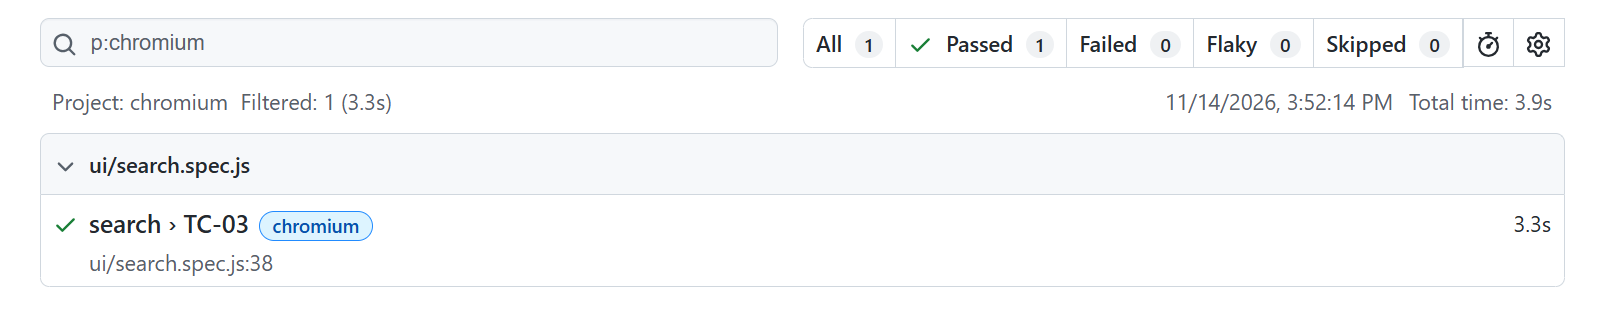 p:chromium
All 1 Passed 1 Failed 0 Flaky 0 Skipped 0
Project: chromium Filtered: 1 (3.3s) 11/14/2026, 3:52:14 PM Total time: 3.9s
ui/search.spec.js
search › TC-03 chromium 3.3s
ui/search.spec.js:38